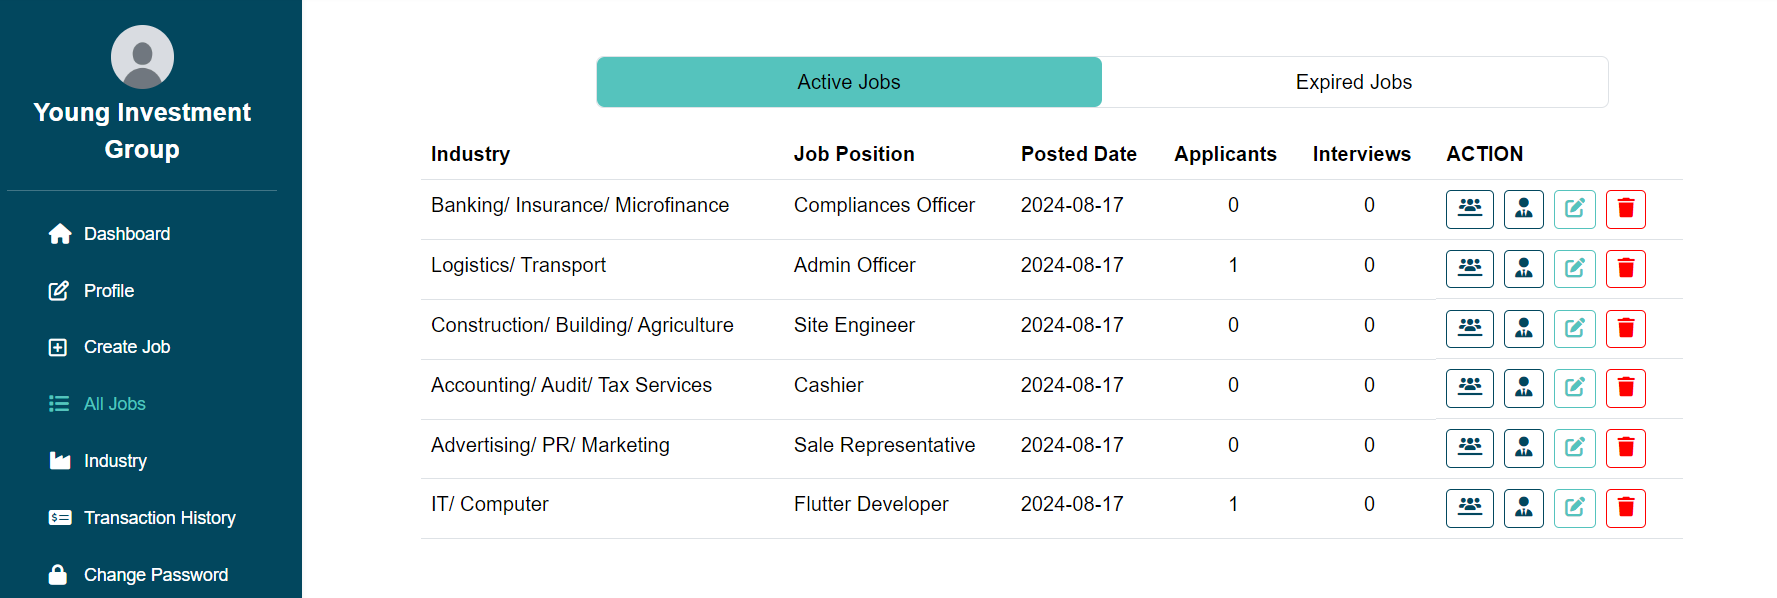 Young Investment
Group
Dashboard
Profile
Create Job
All Jobs
Industry
Transaction History
Change Password
Active Jobs Expired Jobs
Industry Job Position Posted Date Applicants Interviews ACTION
Banking/ Insurance/ Microfinance Compliances Officer 2024-08-17 0 0
Logistics/ Transport Admin Officer 2024-08-17 1 0
Construction/ Building/ Agriculture Site Engineer 2024-08-17 0 0
Accounting/ Audit/ Tax Services Cashier 2024-08-17 0 0
Advertising/ PR/ Marketing Sale Representative 2024-08-17 0 0
IT/ Computer Flutter Developer 2024-08-17 1 0